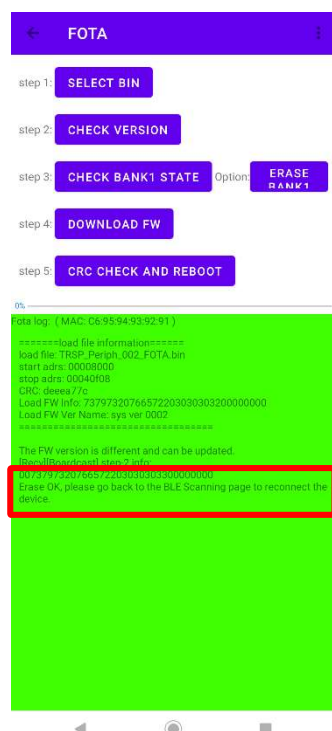 FOTA
step 1: SELECT BIN
step 2: CHECK VERSION
step 3: CHECK BANK1 STATE Option: ERASE BANK1
step 4: DOWNLOAD FW
step 5: CRC CHECK AND REBOOT
0%
Fota log: ( MAC: C6:95:94:93:92:91 )
=======load file information======
load file: TRSP_Periph_002_FOTA.bin
start adrs: 00008000
stop adrs: 00040f08
CRC: deeea77c
Load FW Info: 7379732076657220303030303200000000
Load FW Ver Name: sys ver 0002
=================================
The FW version is different and can be updated.
[Recv][Boardcast] step-2 info:
007379732076657220303030303300000000
Erase OK, please go back to the BLE Scanning page to reconnect the
device.